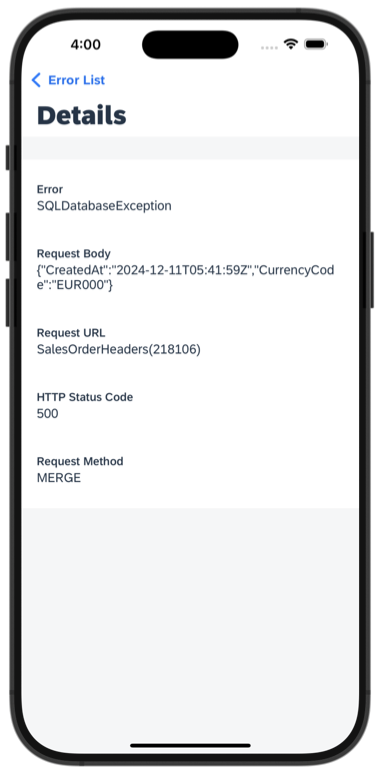 4:00
Error List
Details
Error
SQLDatabaseException
Request Body
{"CreatedAt":"2024-12-11T05:41:59Z","CurrencyCod
e":"EUR000"}
Request URL
SalesOrderHeaders(218106)
HTTP Status Code
500
Request Method
MERGE